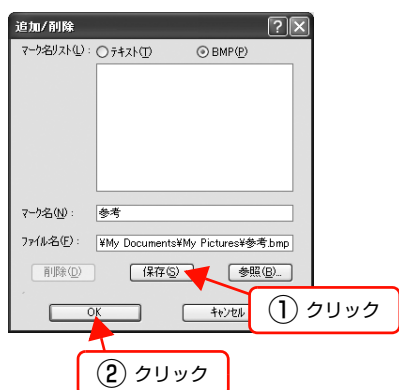 追加/削除
マーク名リスト(L): テキスト(T) BMP(P)
マーク名(N): 参考
ファイル名(F): ¥My Documents¥My Pictures¥参考.bmp
削除(D) 保存(S) 参照(B)...
OK キャンセル
① クリック
② クリック